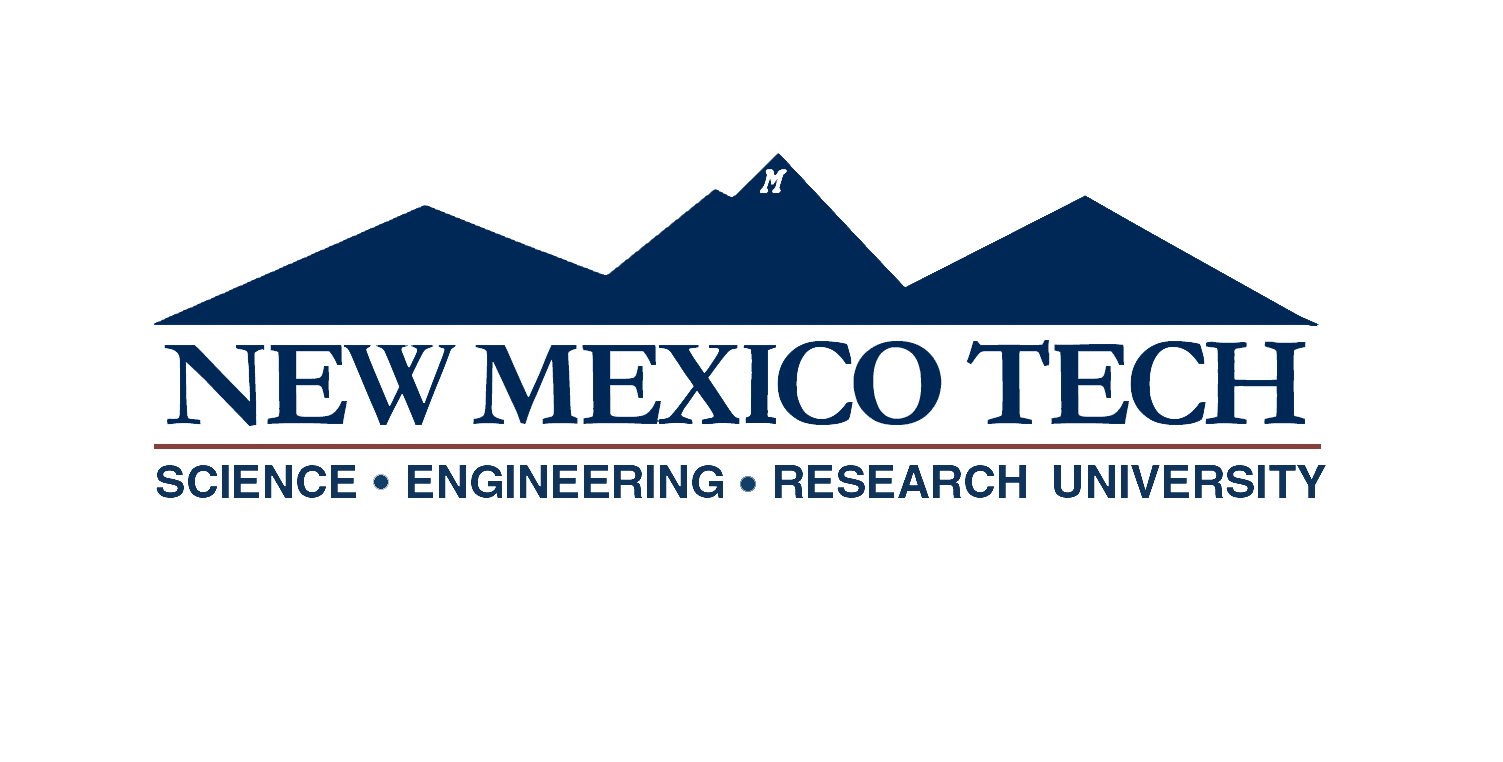 M
NEW MEXICO TECH
SCIENCE • ENGINEERING • RESEARCH UNIVERSITY